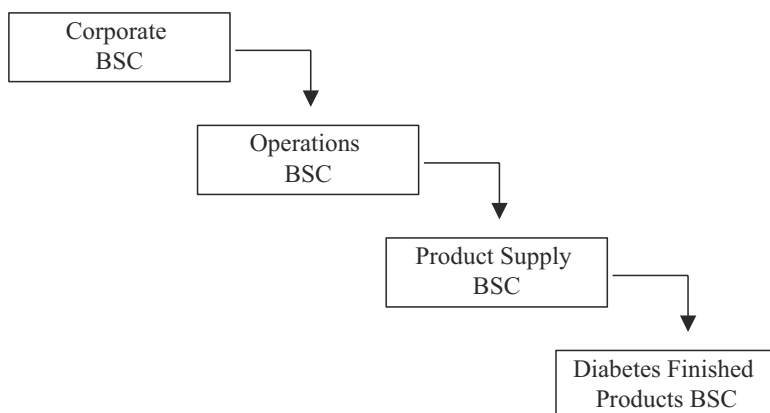 Corporate
BSC
Operations
BSC
Product Supply
BSC
Diabetes Finished
Products BSC